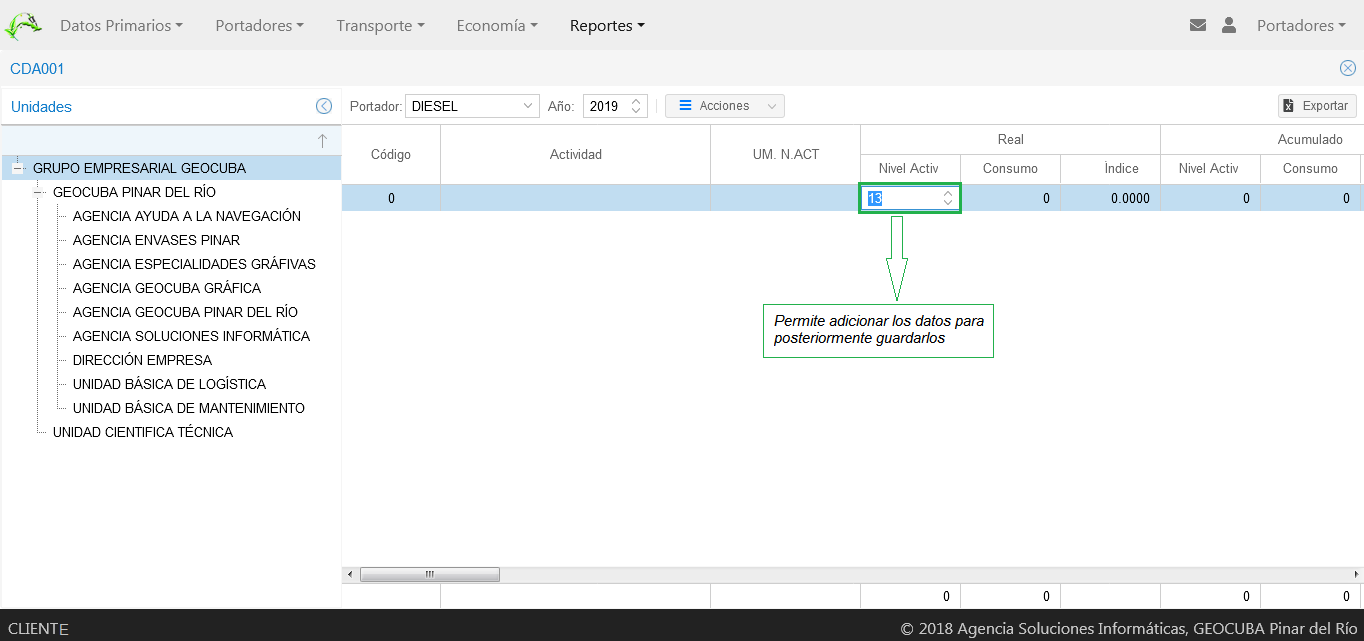 Datos Primarios Portadores Transporte Economía Reportes Portadores
CDA001
Unidades
Portador: DIESEL Año: 2019 Acciones Exportar
Código Actividad UM. N.ACT Real Acumulado
Nivel Activ Consumo Índice Nivel Activ Consumo
0 13 0 0.0000 0 0
GRUPO EMPRESARIAL GEOCUBA
GEOCUBA PINAR DEL RÍO
AGENCIA AYUDA A LA NAVEGACIÓN
AGENCIA ENVASES PINAR
AGENCIA ESPECIALIDADES GRÁFIVAS
AGENCIA GEOCUBA GRÁFICA
AGENCIA GEOCUBA PINAR DEL RÍO
AGENCIA SOLUCIONES INFORMÁTICA
DIRECCIÓN EMPRESA
UNIDAD BÁSICA DE LOGÍSTICA
UNIDAD BÁSICA DE MANTENIMIENTO
UNIDAD CIENTIFICA TÉCNICA
Permite adicionar los datos para
posteriormente guardarlos
0 0 0 0
CLIENTE © 2018 Agencia Soluciones Informáticas, GEOCUBA Pinar del Río